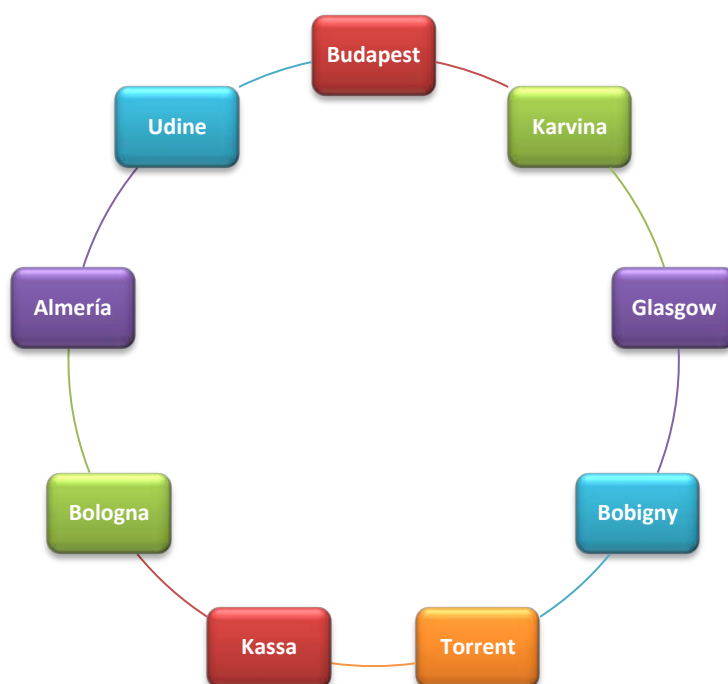 Budapest
Karvina
Glasgow
Bobigny
Torrent
Kassa
Bologna
Almería
Udine